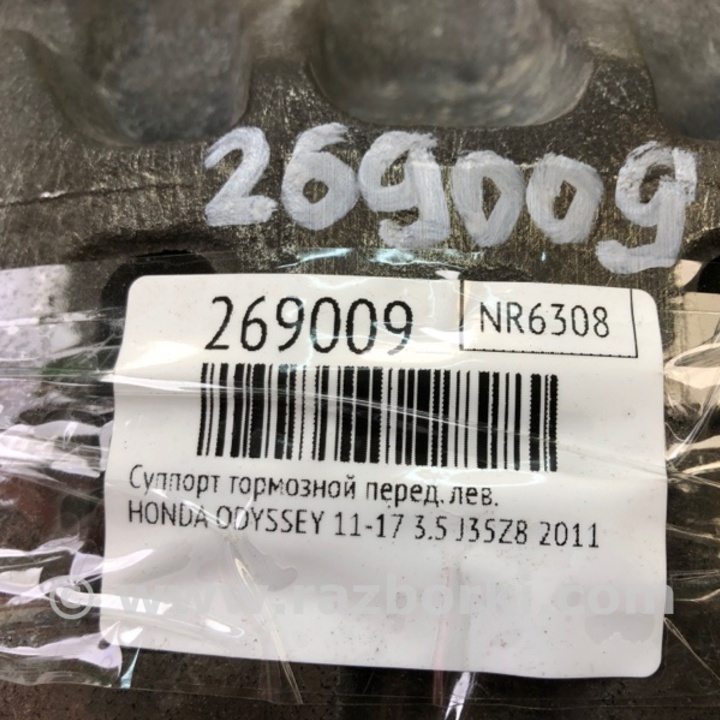 269009
269009 NR6308
Суппорт тормозной перед. лев.
HONDA ODYSSEY 11-17 3.5 J35Z8 2011